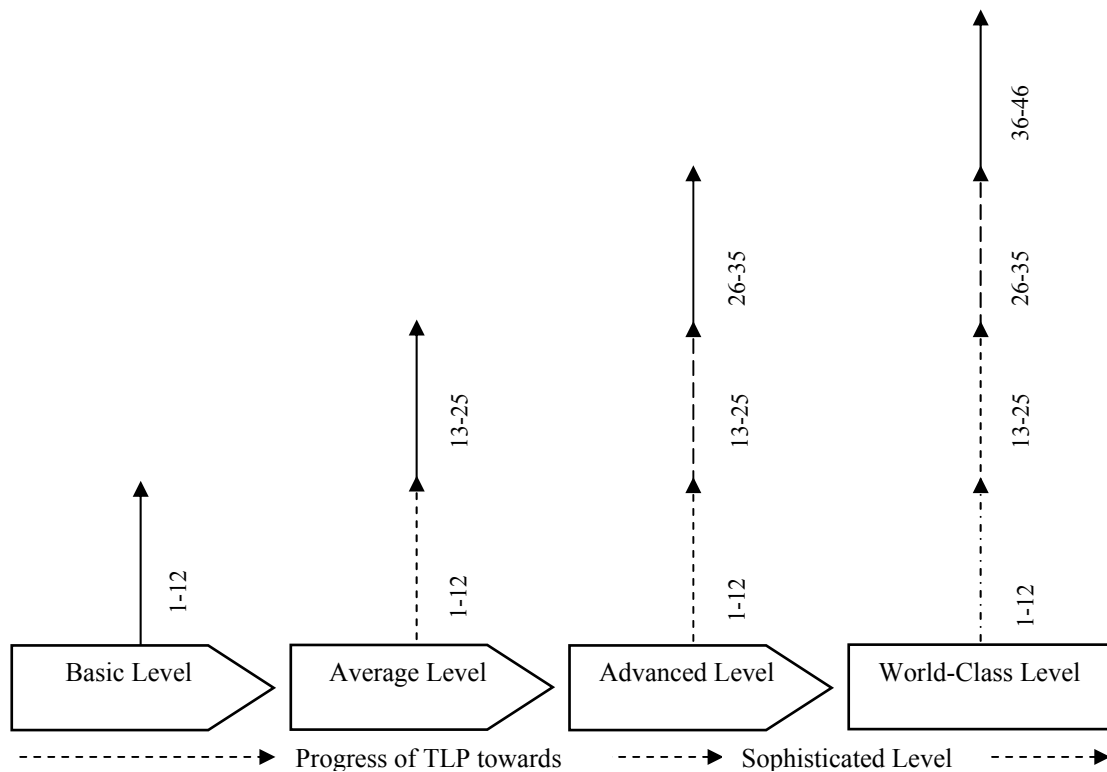 36-46
26-35
26-35
13-25
13-25
13-25
1-12
1-12
1-12
1-12
Basic Level
Average Level
Advanced Level
World-Class Level
Progress of TLP towards
Sophisticated Level